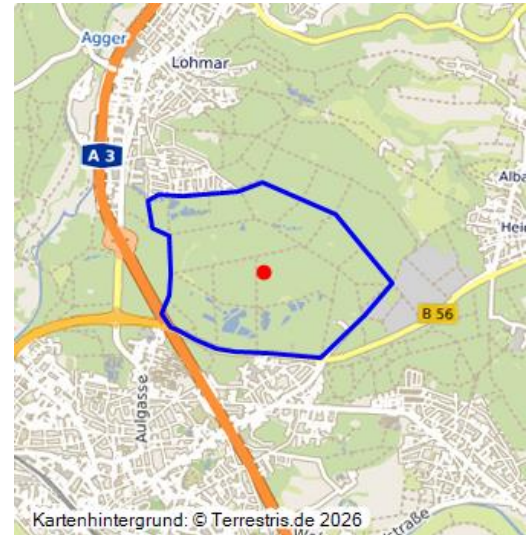 Agger
Lohmar
A 3
Alba
Heid
B 56
Aulgasse
Kartenhintergrund: © Terrestris.de 2026